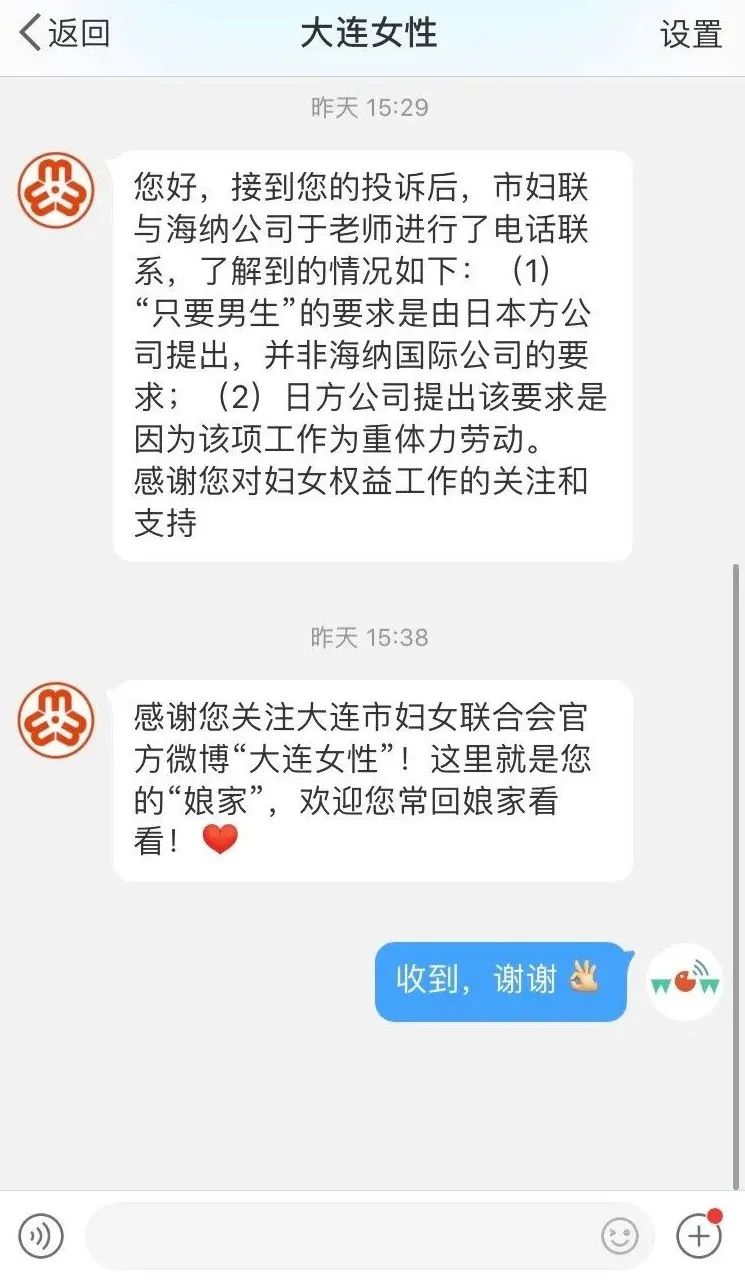 返回 大连女性 设置
昨天 15:29
您好，接到您的投诉后，市妇联
与海纳公司于老师进行了电话联
系，了解到的情况如下：（1）
“只要男生”的要求是由日本方公
司提出，并非海纳国际公司的要
求；（2）日方公司提出该要求是
因为该项工作为重体力劳动。
感谢您对妇女权益工作的关注和
支持
昨天 15:38
感谢您关注大连市妇女联合会官
方微博“大连女性”！这里就是您
的“娘家”，欢迎您常回娘家看
看！❤️
收到，谢谢👌
WOW